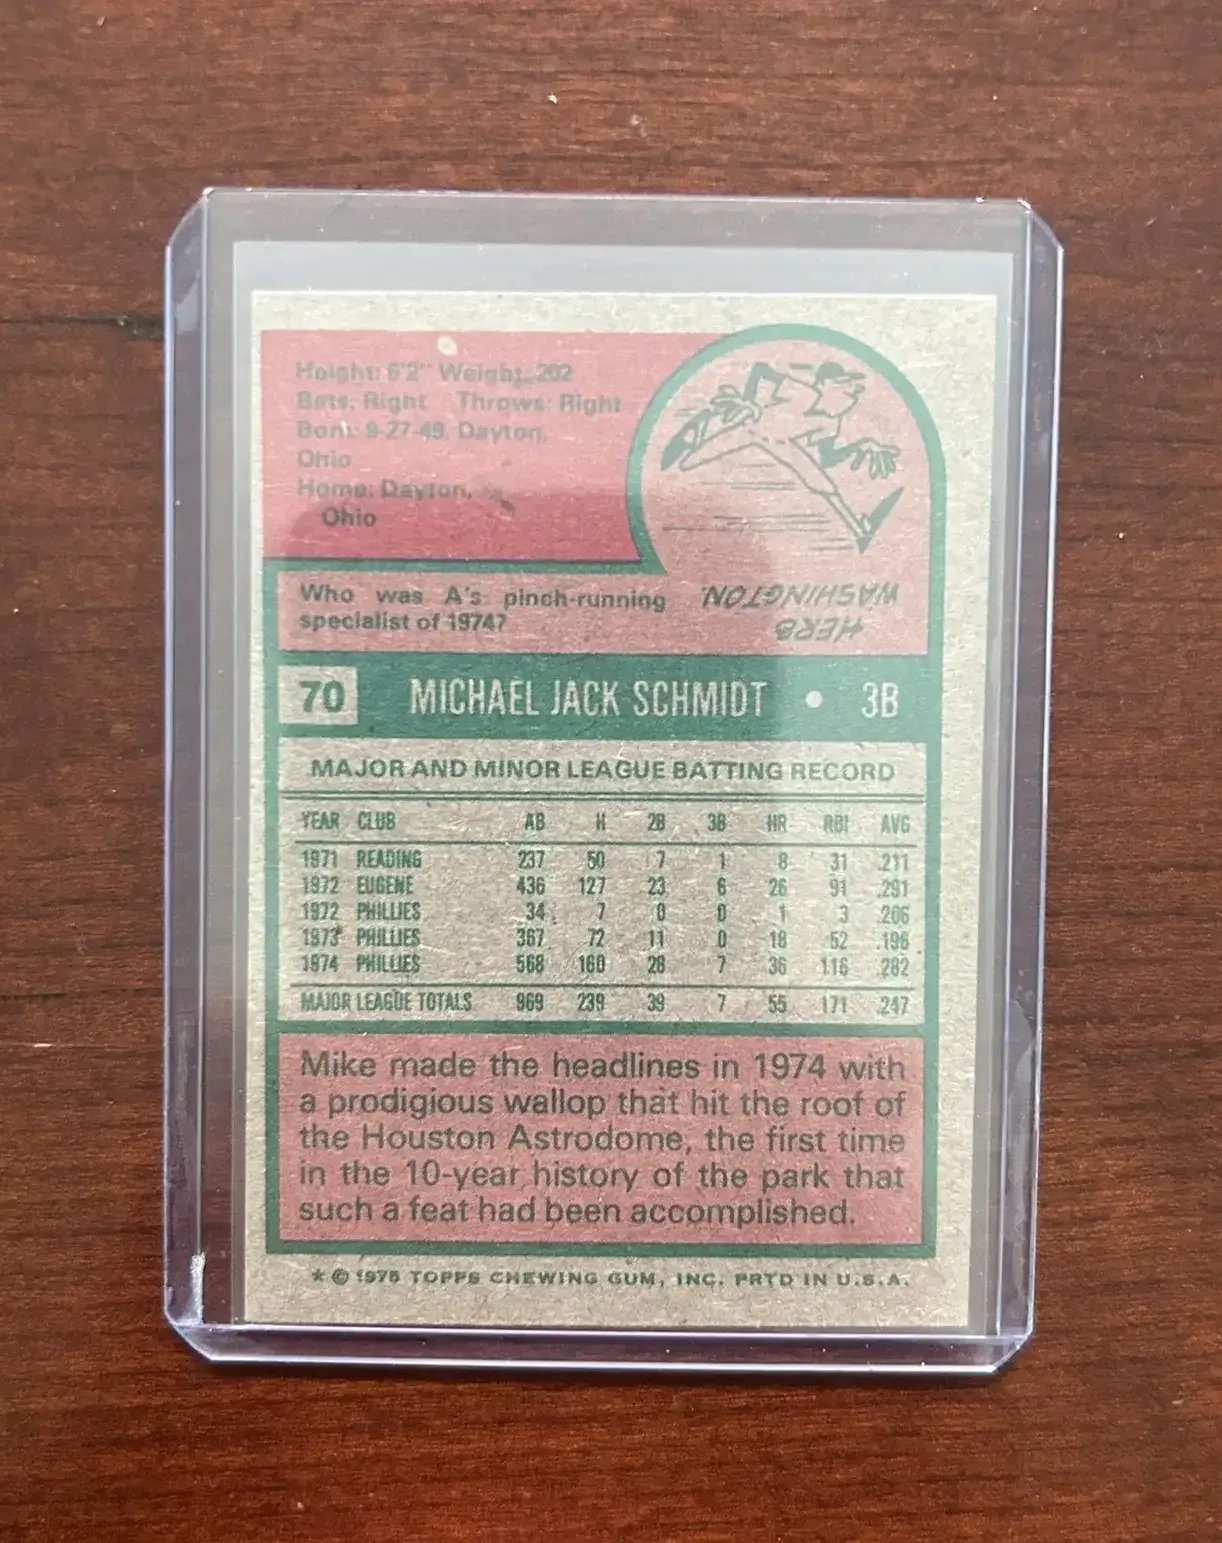 Height: 6'2" Weight: 202
Bats: Right Throws: Right
Born: 9-27-49, Dayton,
Ohio
Home: Dayton,
Ohio
Who was A's pinch-running
specialist of 1974?
HERB
WASHINGTON.
70 MICHAEL JACK SCHMIDT • 3B
MAJOR AND MINOR LEAGUE BATTING RECORD
YEAR CLUB AB H 2B 3B HR RBI AVG
1971 READING 237 50 7 1 8 31 .211
1972 EUGENE 436 127 23 6 26 91 .291
1972 PHILLIES 34 7 0 0 1 3 .206
1973 PHILLIES 367 72 11 0 18 52 .196
1974 PHILLIES 568 160 28 7 36 116 .282
MAJOR LEAGUE TOTALS 969 239 39 7 55 171 .247
Mike made the headlines in 1974 with
a prodigious wallop that hit the roof of
the Houston Astrodome, the first time
in the 10-year history of the park that
such a feat had been accomplished.
* © 1975 TOPPS CHEWING GUM, INC. PRTD IN U.S.A.